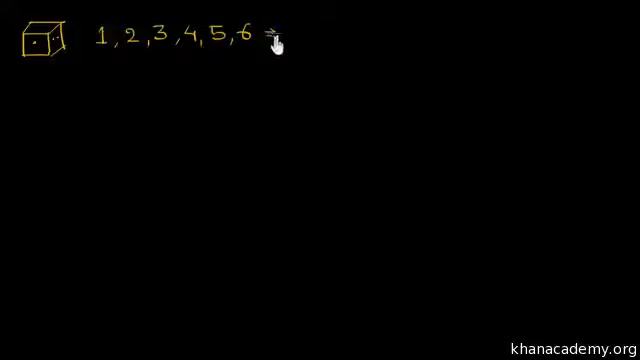 1, 2, 3, 4, 5, 6 =
khanacademy.org